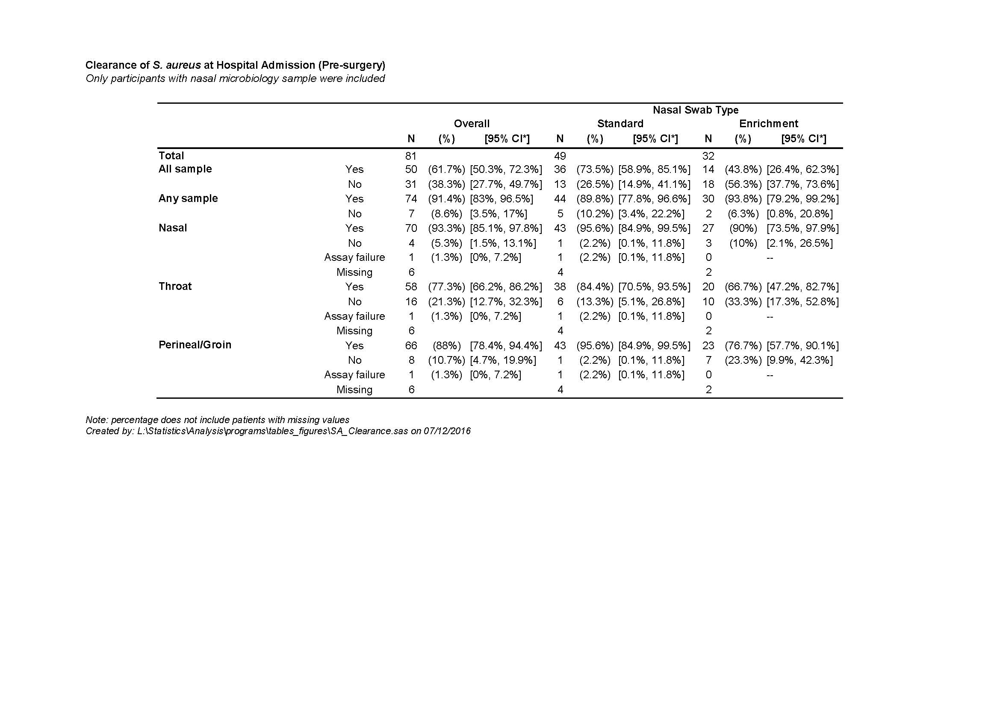 Clearance of S. aureus at Hospital Admission (Pre-surgery)
Only participants with nasal microbiology sample were included
Nasal Swab Type
Overall Standard Enrichment
N (%) [95% CI*] N (%) [95% CI*] N (%) [95% CI*]
Total 81 49 32
All sample Yes 50 (61.7%) [50.3%, 72.3%] 36 (73.5%) [58.9%, 85.1%] 14 (43.8%) [26.4%, 62.3%]
No 31 (38.3%) [27.7%, 49.7%] 13 (26.5%) [14.9%, 41.1%] 18 (56.3%) [37.7%, 73.6%]
Any sample Yes 74 (91.4%) [83%, 96.5%] 44 (89.8%) [77.8%, 96.6%] 30 (93.8%) [79.2%, 99.2%]
No 7 (8.6%) [3.5%, 17%] 5 (10.2%) [3.4%, 22.2%] 2 (6.3%) [0.8%, 20.8%]
Nasal Yes 70 (93.3%) [85.1%, 97.8%] 43 (95.6%) [84.9%, 99.5%] 27 (90%) [73.5%, 97.9%]
No 4 (5.3%) [1.5%, 13.1%] 1 (2.2%) [0.1%, 11.8%] 3 (10%) [2.1%, 26.5%]
Assay failure 1 (1.3%) [0%, 7.2%] 1 (2.2%) [0.1%, 11.8%] 0 --
Missing 6 4 2
Throat Yes 58 (77.3%) [66.2%, 86.2%] 38 (84.4%) [70.5%, 93.5%] 20 (66.7%) [47.2%, 82.7%]
No 16 (21.3%) [12.7%, 32.3%] 6 (13.3%) [5.1%, 26.8%] 10 (33.3%) [17.3%, 52.8%]
Assay failure 1 (1.3%) [0%, 7.2%] 1 (2.2%) [0.1%, 11.8%] 0 --
Missing 6 4 2
Perineal/Groin Yes 66 (88%) [78.4%, 94.4%] 43 (95.6%) [84.9%, 99.5%] 23 (76.7%) [57.7%, 90.1%]
No 8 (10.7%) [4.7%, 19.9%] 1 (2.2%) [0.1%, 11.8%] 7 (23.3%) [9.9%, 42.3%]
Assay failure 1 (1.3%) [0%, 7.2%] 1 (2.2%) [0.1%, 11.8%] 0 --
Missing 6 4 2
Note: percentage does not include patients with missing values
Created by: L:\Statistics\Analysis\programs\tables_figures\SA_Clearance.sas on 07/12/2016